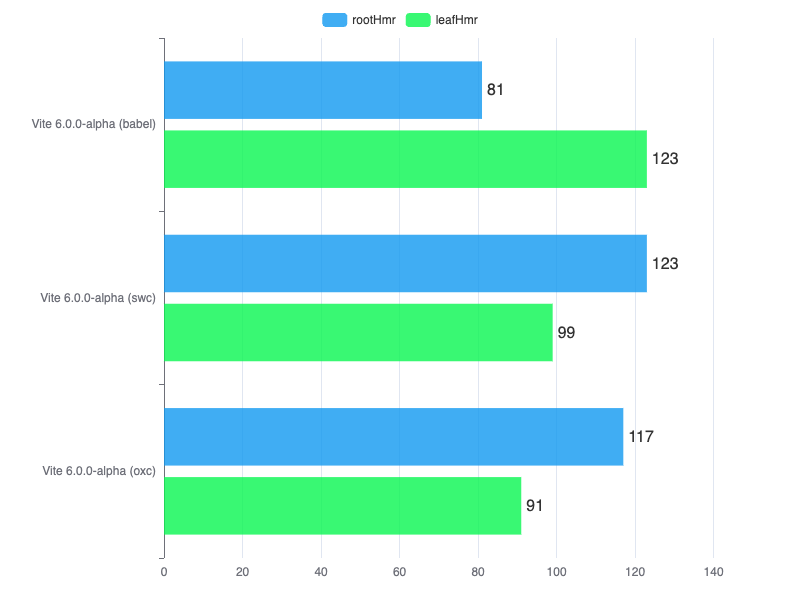 rootHmr leafHmr
81
Vite 6.0.0-alpha (babel)
123
123
Vite 6.0.0-alpha (swc)
99
117
Vite 6.0.0-alpha (oxc)
91
0 20 40 60 80 100 120 140